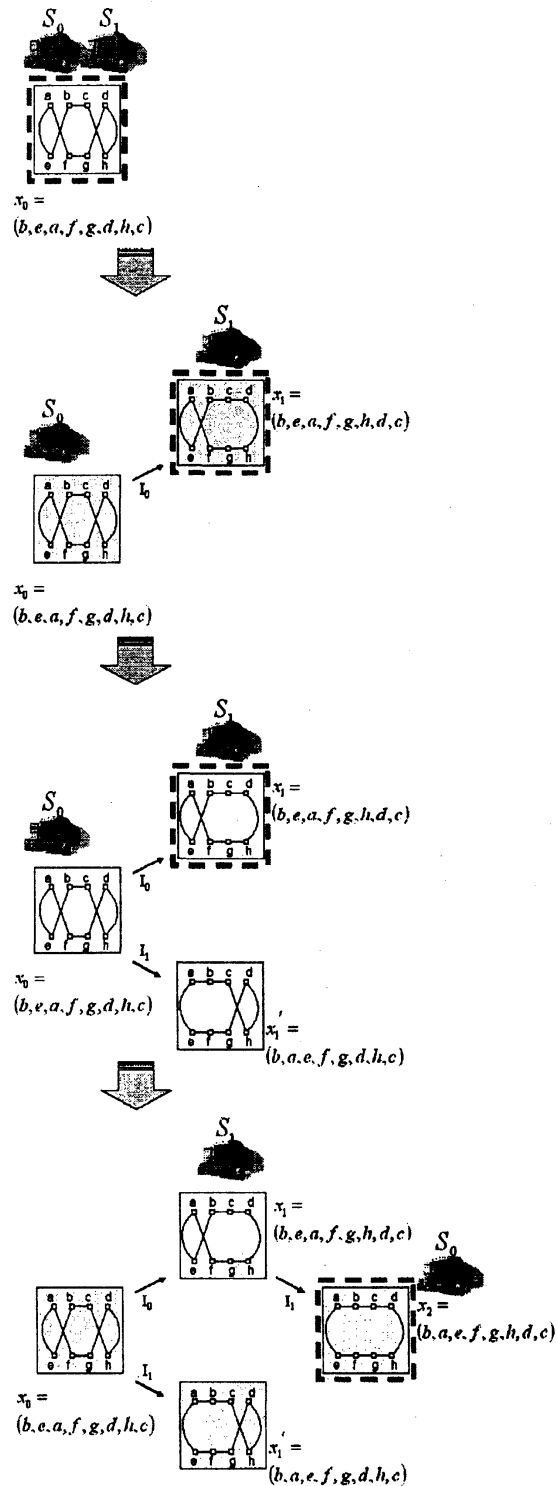 S₀ S₁
a b c d
e f g h
x₀ =
(b,e,a,f,g,d,h,c)
S₁
a b c d
x₁ =
(b,e,a,f,g,h,d,c)
e f g h
S₀
I₀
a b c d
e f g h
x₀ =
(b,e,a,f,g,d,h,c)
S₁
a b c d
x₁ =
(b,e,a,f,g,h,d,c)
e f g h
S₀
I₀
a b c d
e f g h
I₁
x₀ =
(b,e,a,f,g,d,h,c)
a b c d
e f g h
x₁' =
(b,a,e,f,g,d,h,c)
S₁
a b c d
x₁ =
(b,e,a,f,g,h,d,c)
e f g h
S₀
I₀
I₁
a b c d
e f g h
x₂ =
(b,a,e,f,g,h,d,c)
a b c d
e f g h
I₁
x₀ =
(b,e,a,f,g,d,h,c)
a b c d
e f g h
x₁' =
(b,a,e,f,g,d,h,c)